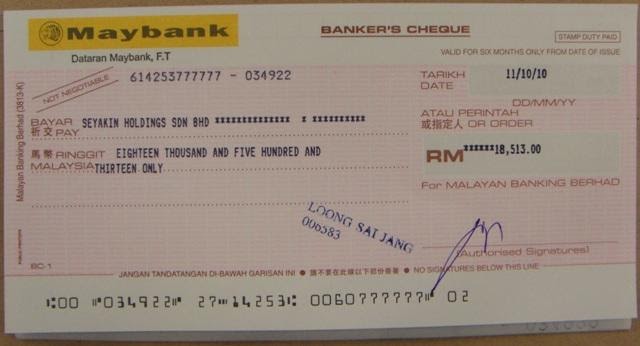 Maybank
BANKER'S CHEQUE
STAMP DUTY PAID
Dataran Maybank, F.T
VALID FOR SIX MONTHS ONLY FROM DATE OF ISSUE
614253777777 - 034922
NOT NEGOTIABLE
TARIKH
DATE
11/10/10
DD/MM/YY
Malayan Banking Berhad (3813-K)
BAYAR
祈交 PAY
SEYAKIN HOLDINGS SDN BHD *************** * **********
ATAU PERINTAH
或指定人 OR ORDER
馬幣 RINGGIT
MALAYSIA
EIGHTEEN THOUSAND AND FIVE HUNDRED AND
THIRTEEN ONLY
RM******18,513.00
For MALAYAN BANKING BERHAD
LOONG SAI JANG
006583
(Authorised Signatures)
BC-1
JANGAN TANDATANGAN DI-BAWAH GARISAN INI ● 請不要在此線以下部份簽署 ● NO SIGNATURES BELOW THIS LINE
⑆00 ⑈034922⑈ 27⑉14253⑆ 0060777777⑈ 02